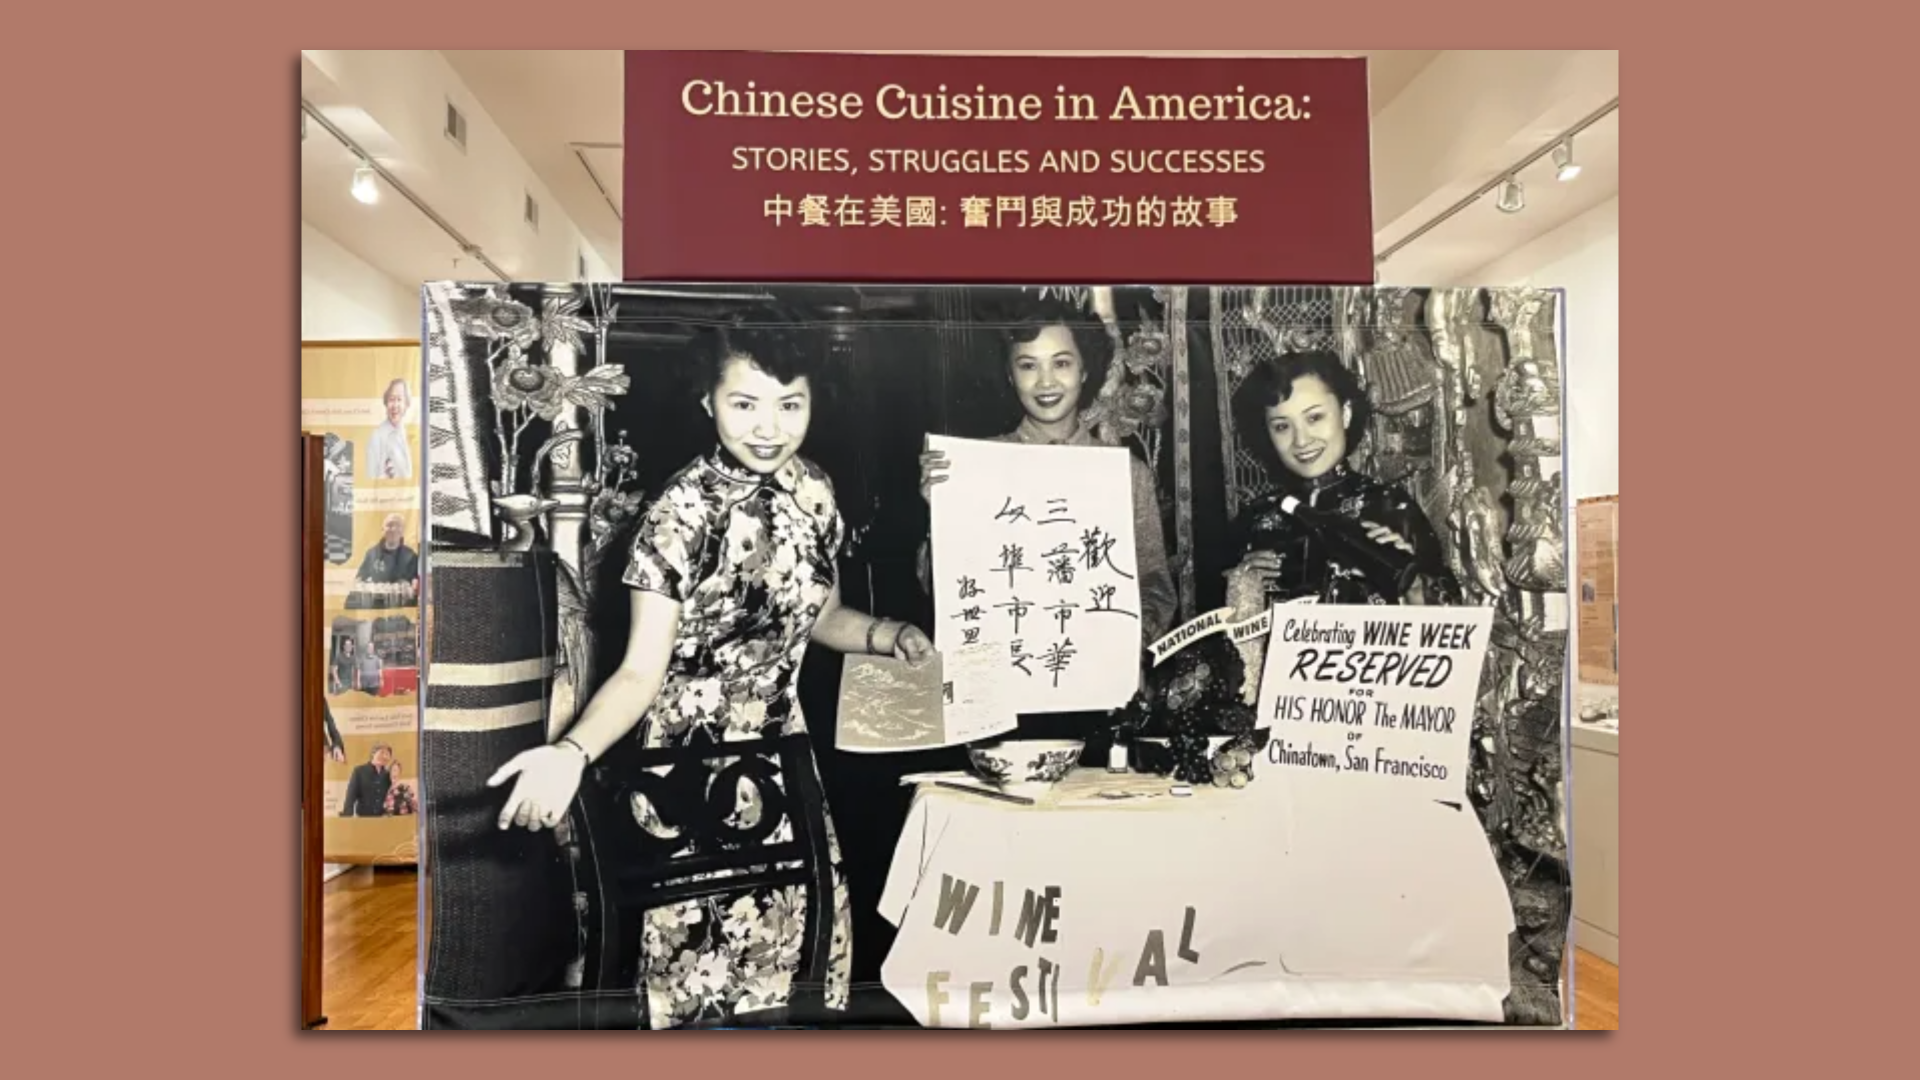 Chinese Cuisine in America:
STORIES, STRUGGLES AND SUCCESSES
中餐在美國: 奮鬥與成功的故事
歡迎
三藩市華
埠市長
NATIONAL WINE
Celebrating WINE WEEK
RESERVED
FOR
HIS HONOR The MAYOR
OF
Chinatown, San Francisco
WINE
FESTIVAL